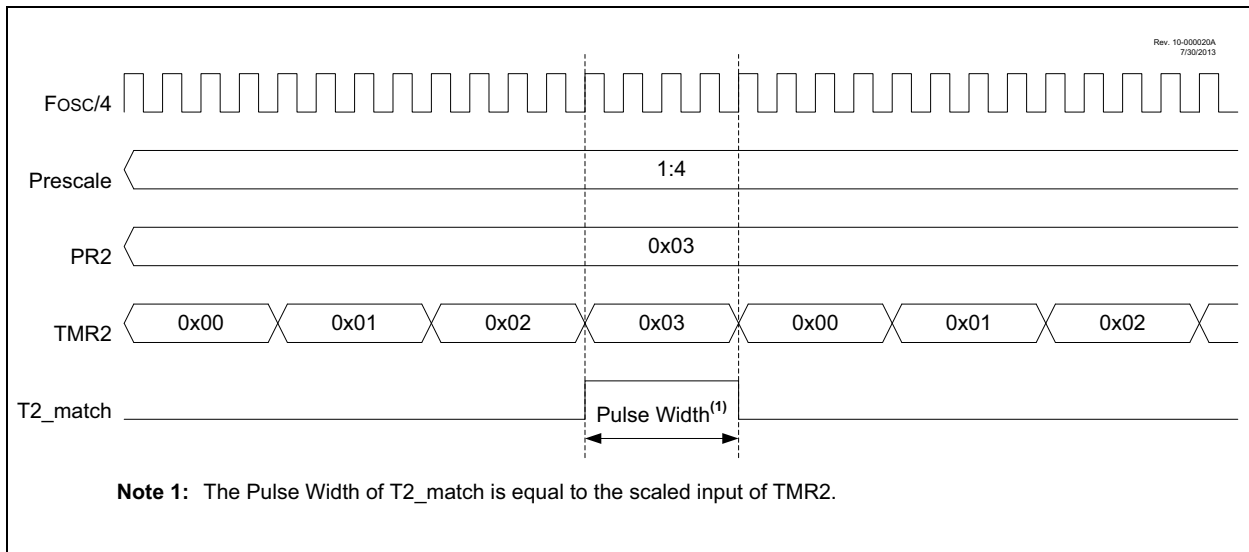 Rev. 10-000020A
7/30/2013
FOSC/4
Prescale
1:4
PR2
0x03
TMR2
0x00
0x01
0x02
0x03
0x00
0x01
0x02
T2_match
Pulse Width(1)
Note 1: The Pulse Width of T2_match is equal to the scaled input of TMR2.